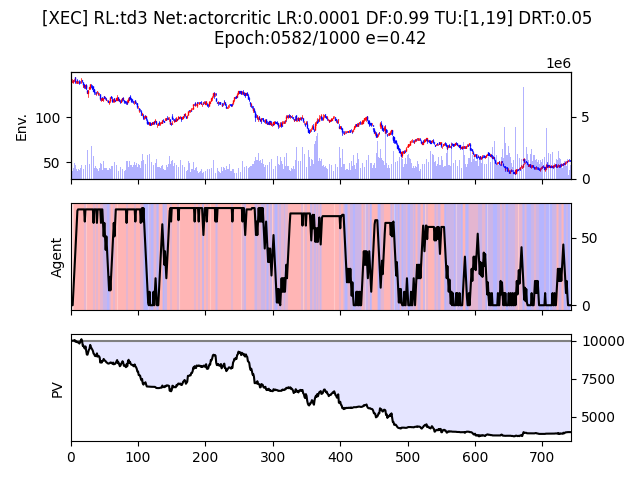 [XEC] RL:td3 Net:actorcritic LR:0.0001 DF:0.99 TU:[1,19] DRT:0.05
Epoch:0582/1000 e=0.42
1e6
Env.
100
50
5
0
Agent
50
0
PV
10000
7500
5000
0 100 200 300 400 500 600 700